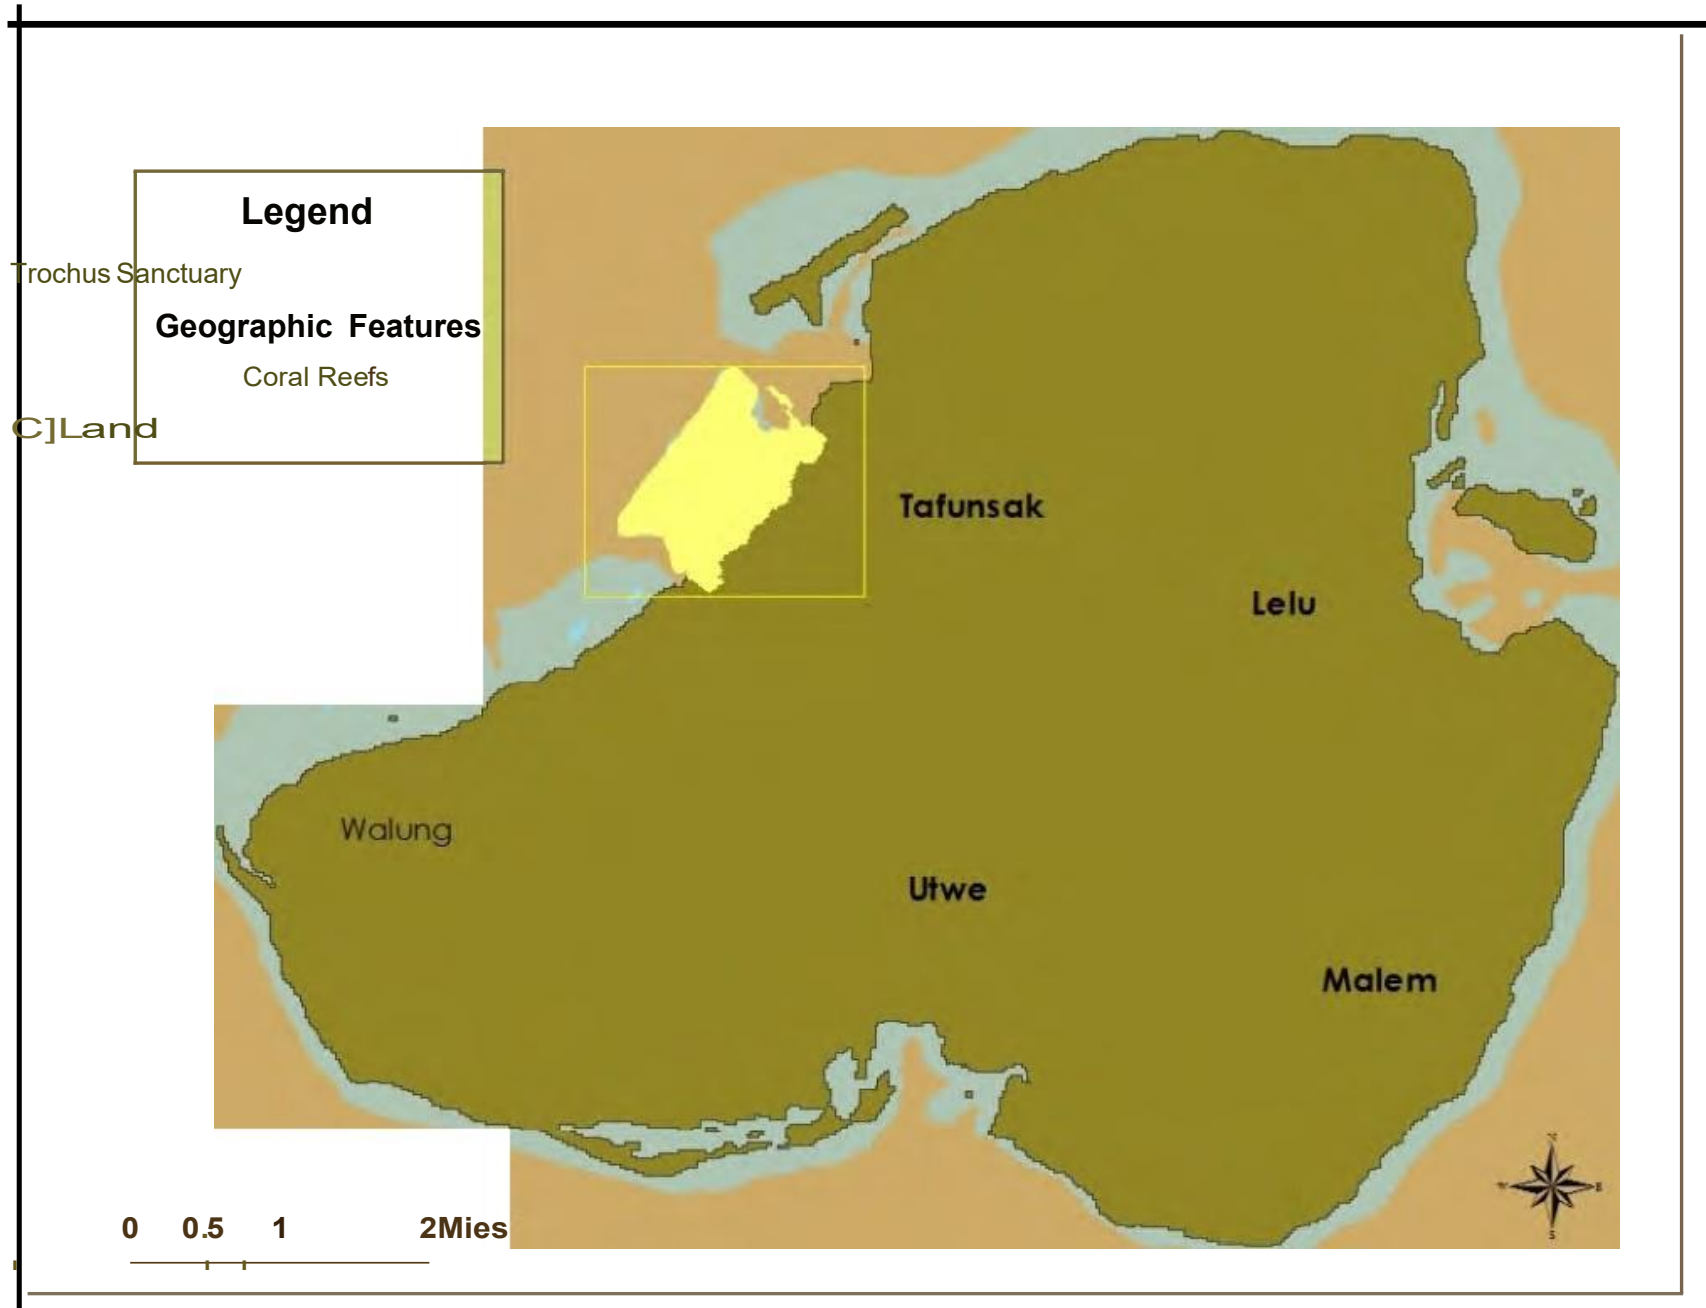 Legend
Trochus Sanctuary
Geographic Features
Coral Reefs
C]Land
Tafunsak
Lelu
Walung
Utwe
Malem
N
W E
S
0 0.5 1 2Mies